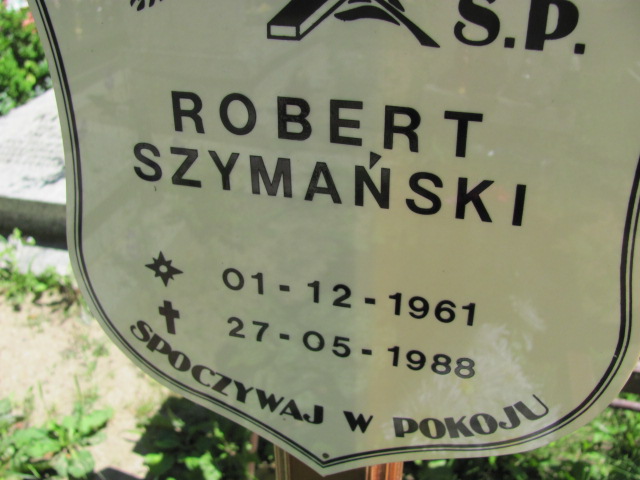 Ś.P.
ROBERT
SZYMAŃSKI
01-12-1961
27-05-1988
SPOCZYWAJ W POKOJU